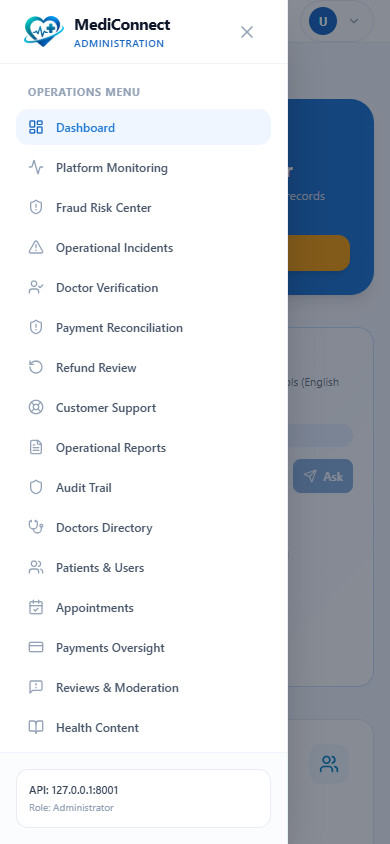 MediConnect
ADMINISTRATION
U
OPERATIONS MENU
Dashboard
Platform Monitoring
Fraud Risk Center
Operational Incidents
Doctor Verification
Payment Reconciliation
Refund Review
Customer Support
Operational Reports
Audit Trail
Doctors Directory
Patients & Users
Appointments
Payments Oversight
Reviews & Moderation
Health Content
API: 127.0.0.1:8001
Role: Administrator
records
(English
Ask